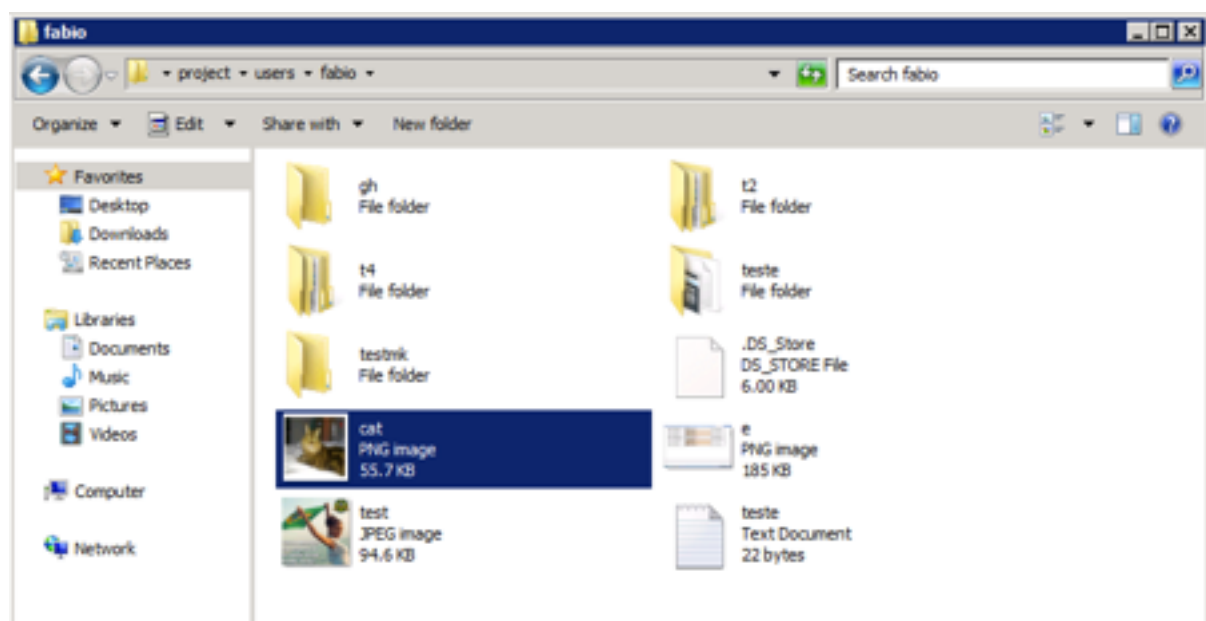 fabio
project users fabio
Search fabio
Organize Edit Share with New folder
Favorites
Desktop
Downloads
Recent Places
Libraries
Documents
Music
Pictures
Videos
Computer
Network
gh
File folder
t2
File folder
t4
File folder
teste
File folder
testmk
File folder
.DS_Store
DS_STORE File
6.00 KB
cat
PNG image
55.7 KB
e
PNG image
185 KB
test
JPEG image
94.6 KB
teste
Text Document
22 bytes